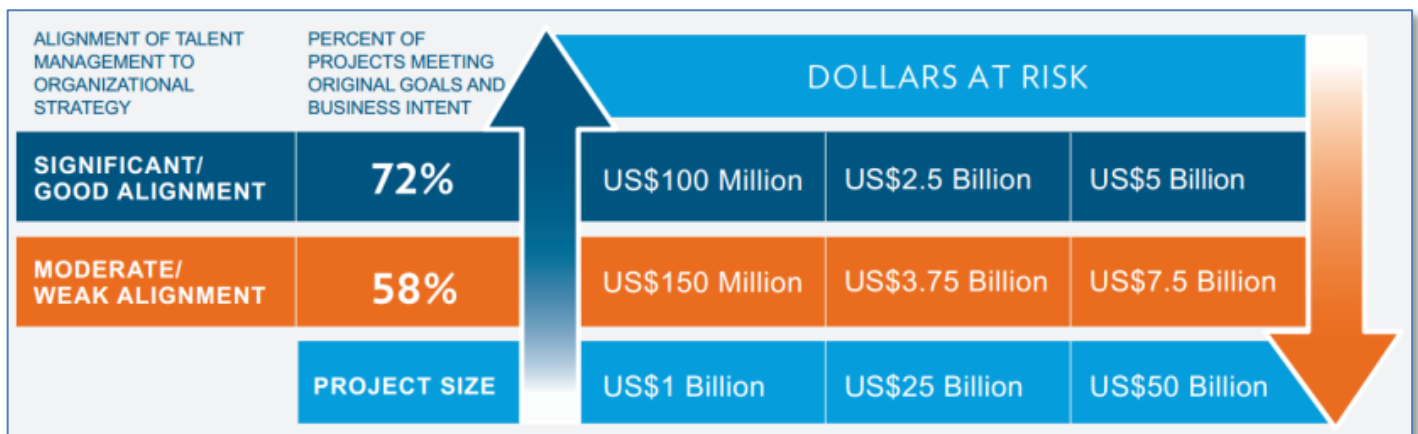 ALIGNMENT OF TALENT
MANAGEMENT TO
ORGANIZATIONAL
STRATEGY
PERCENT OF
PROJECTS MEETING
ORIGINAL GOALS AND
BUSINESS INTENT
DOLLARS AT RISK
SIGNIFICANT/
GOOD ALIGNMENT
72%
US$100 Million
US$2.5 Billion
US$5 Billion
MODERATE/
WEAK ALIGNMENT
58%
US$150 Million
US$3.75 Billion
US$7.5 Billion
PROJECT SIZE
US$1 Billion
US$25 Billion
US$50 Billion